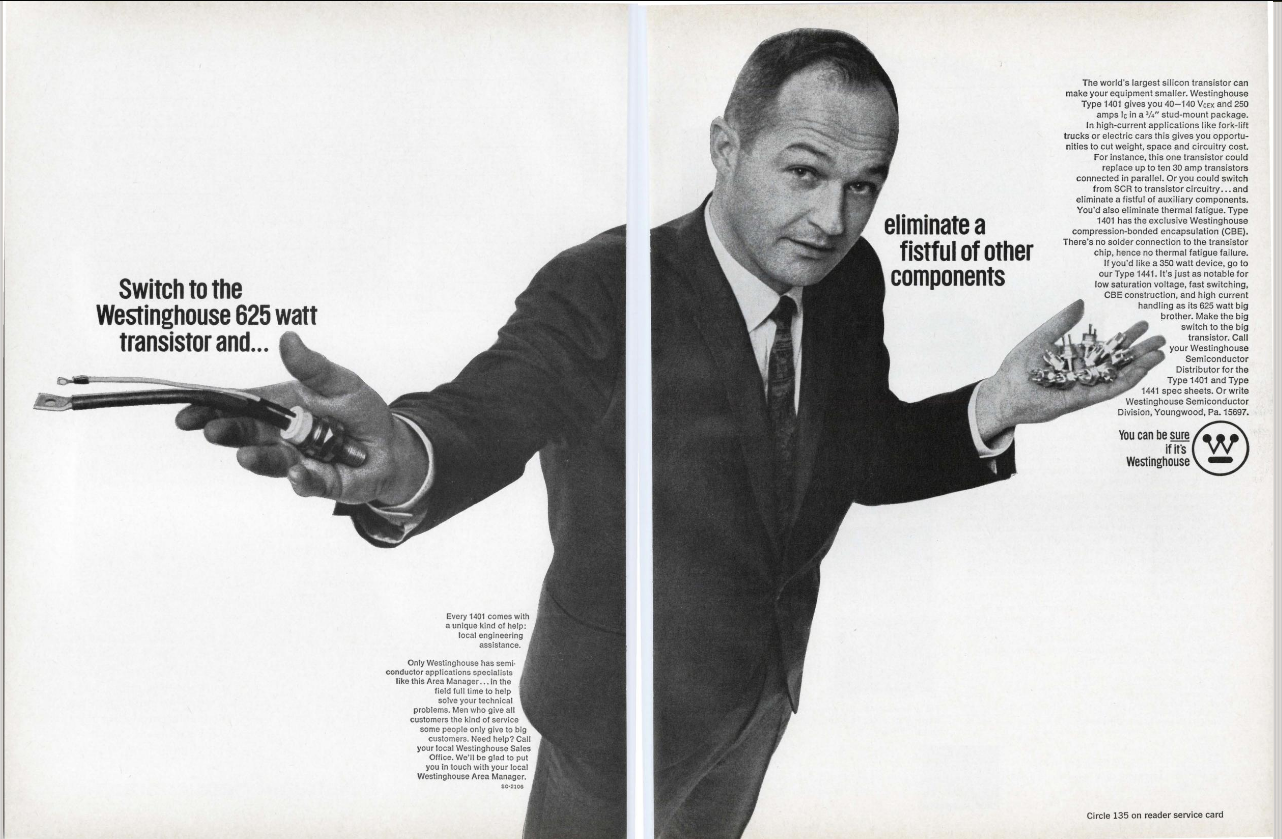 Switch to the
Westinghouse 625 watt
transistor and...
Every 1401 comes with
a unique kind of help:
local engineering
assistance.
Only Westinghouse has semi-
conductor applications specialists
like this Area Manager...in the
field full time to help
solve your technical
problems. Men who give all
customers the kind of service
some people only give to big
customers. Need help? Call
your local Westinghouse Sales
Office. We'll be glad to put
you in touch with your local
Westinghouse Area Manager.
SC-2106
eliminate a
fistful of other
components
The world's largest silicon transistor can
make your equipment smaller. Westinghouse
Type 1401 gives you 40–140 VCEX and 250
amps IC in a ¾" stud-mount package.
In high-current applications like fork-lift
trucks or electric cars this gives you opportu-
nities to cut weight, space and circuitry cost.
For instance, this one transistor could
replace up to ten 30 amp transistors
connected in parallel. Or you could switch
from SCR to transistor circuitry...and
eliminate a fistful of auxiliary components.
You'd also eliminate thermal fatigue. Type
1401 has the exclusive Westinghouse
compression-bonded encapsulation (CBE).
There's no solder connection to the transistor
chip, hence no thermal fatigue failure.
If you'd like a 350 watt device, go to
our Type 1441. It's just as notable for
low saturation voltage, fast switching,
CBE construction, and high current
handling as its 625 watt big
brother. Make the big
switch to the big
transistor. Call
your Westinghouse
Semiconductor
Distributor for the
Type 1401 and Type
1441 spec sheets. Or write
Westinghouse Semiconductor
Division, Youngwood, Pa. 15697.
You can be sure
if it's
Westinghouse
W
Circle 135 on reader service card